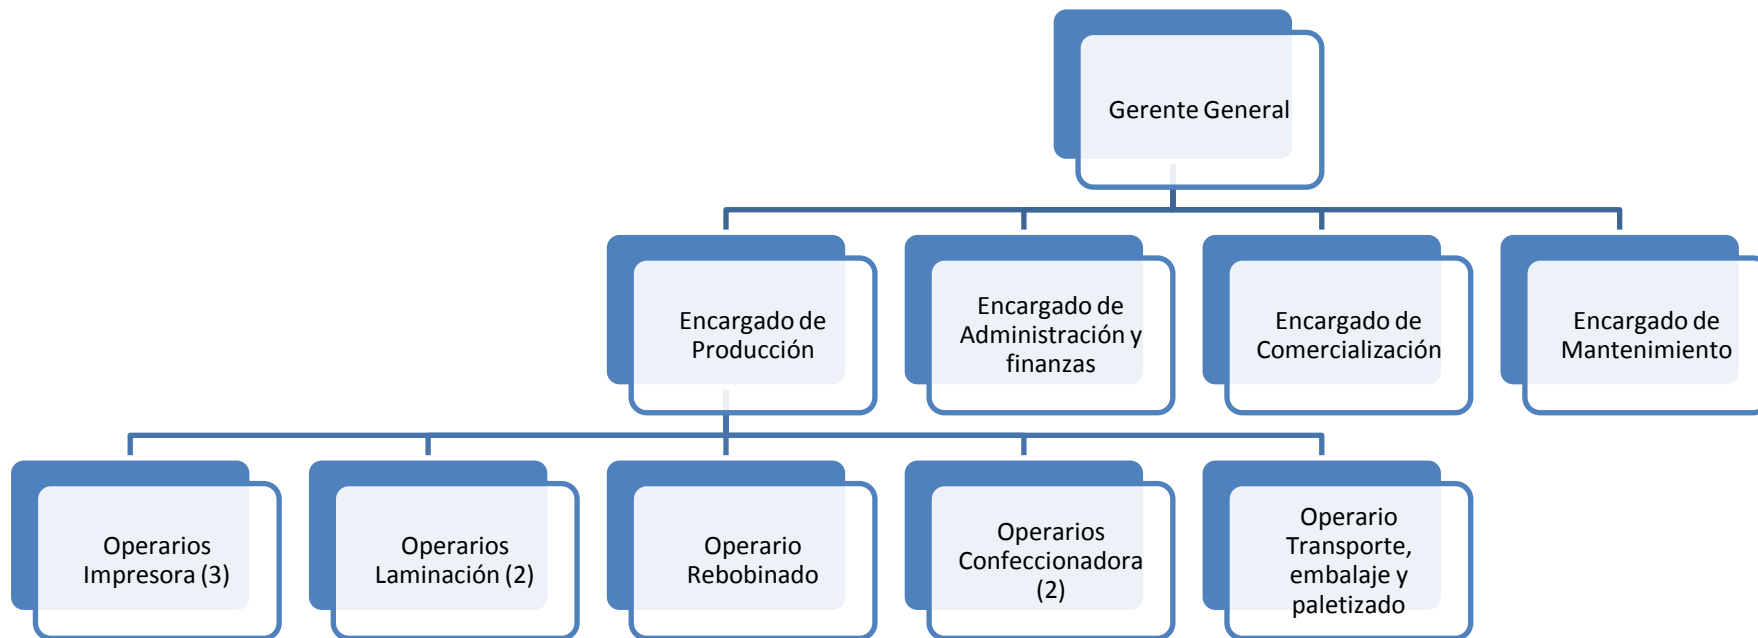 Gerente General
Encargado de
Producción
Encargado de
Administración y
finanzas
Encargado de
Comercialización
Encargado de
Mantenimiento
Operarios
Impresora (3)
Operarios
Laminación (2)
Operario
Rebobinado
Operarios
Confeccionadora
(2)
Operario
Transporte,
embalaje y
paletizado